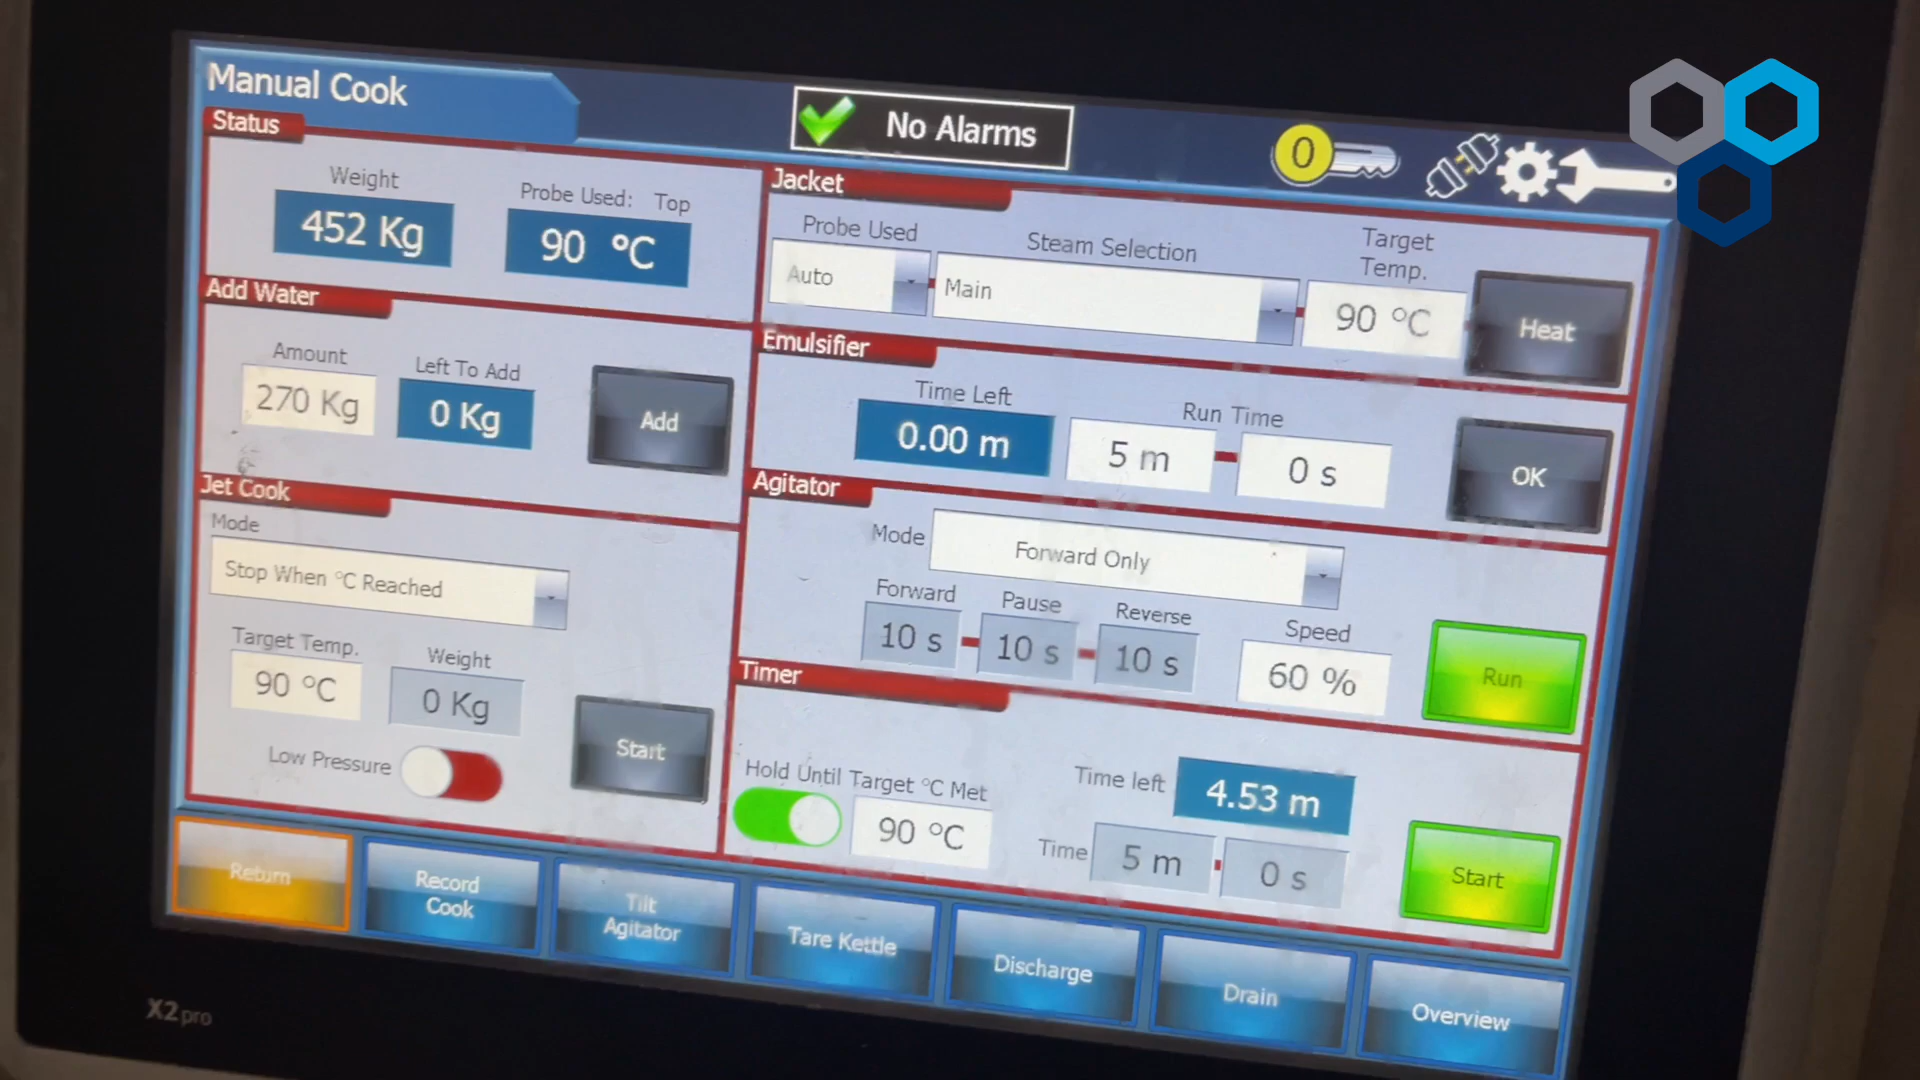 Manual Cook
No Alarms
0
Status
Weight
452 Kg
Probe Used: Top
90 °C
Add Water
Amount
270 Kg
Left To Add
0 Kg
Add
Jet Cook
Mode
Stop When °C Reached
Target Temp.
90 °C
Weight
0 Kg
Low Pressure
Start
Jacket
Probe Used
Auto
Steam Selection
Main
Target
Temp.
90 °C
Heat
Emulsifier
Time Left
0.00 m
Run Time
5 m
0 s
OK
Agitator
Mode
Forward Only
Forward
10 s
Pause
10 s
Reverse
10 s
Speed
60 %
Run
Timer
Hold Until Target °C Met
90 °C
Time left
4.53 m
Time
5 m
0 s
Start
Return
Record
Cook
Tilt
Agitator
Tare Kettle
Discharge
Drain
Overview
X2 pro